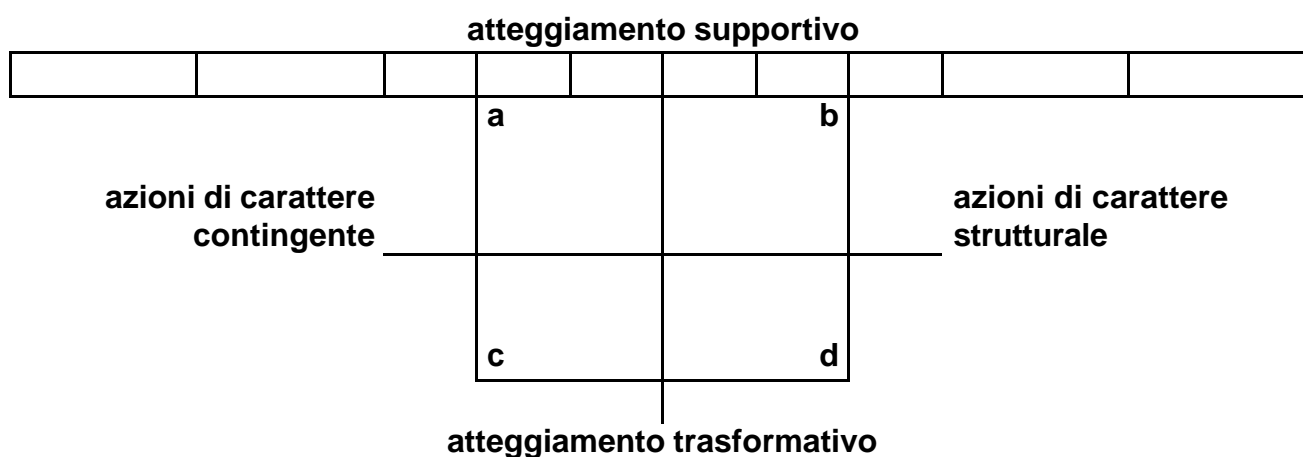 atteggiamento supportivo
a
b
azioni di carattere
contingente
azioni di carattere
strutturale
c
d
atteggiamento trasformativo